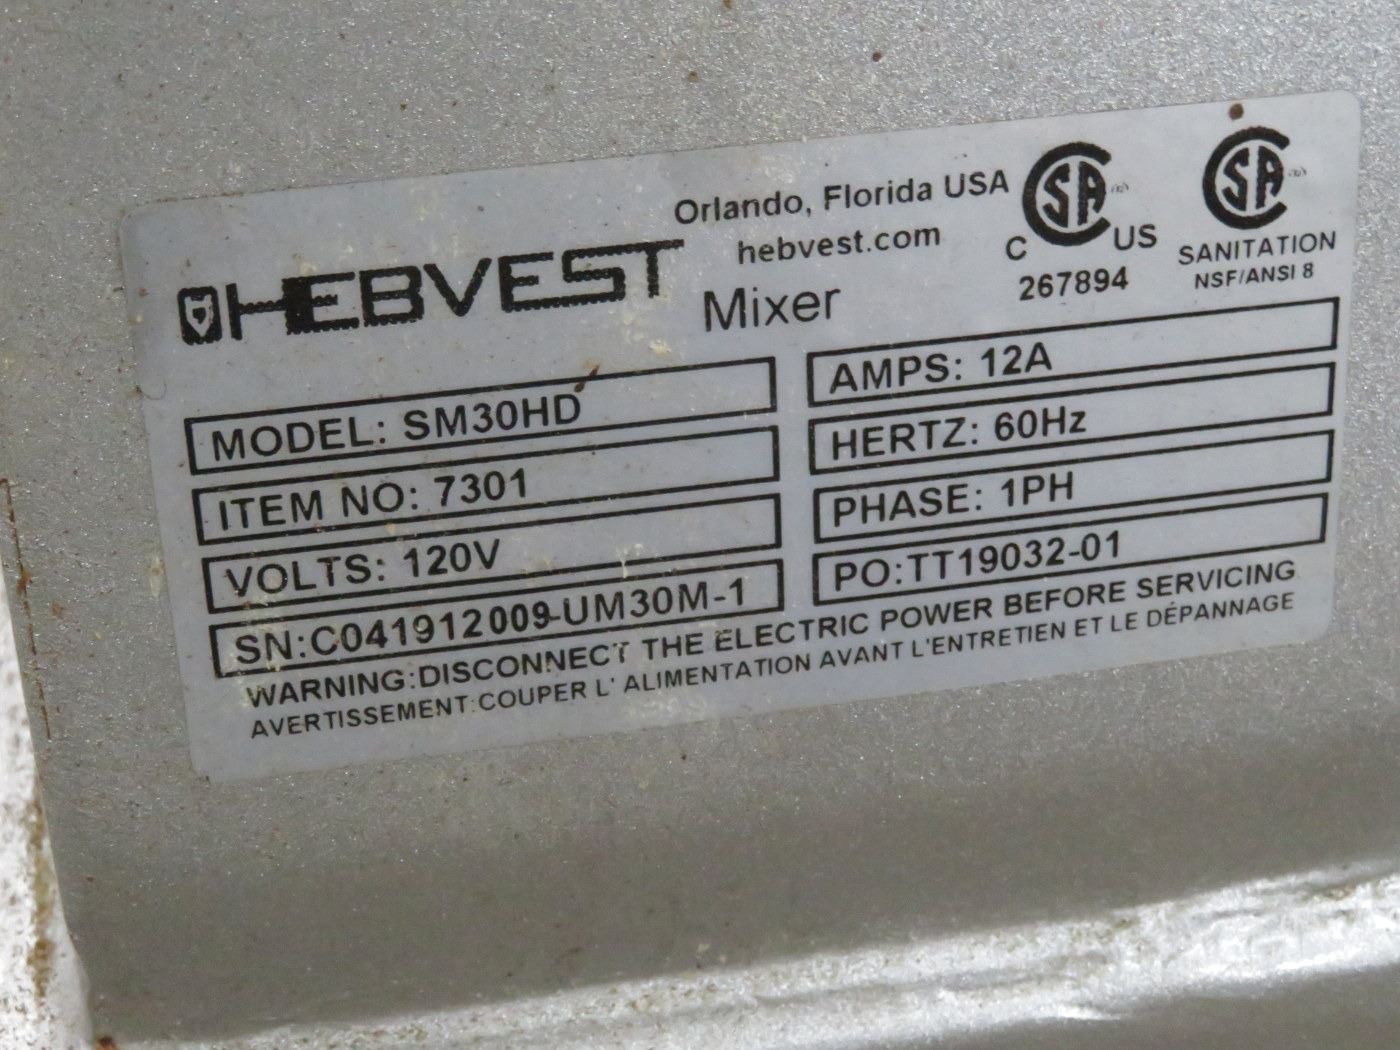 HEBVEST
Orlando, Florida USA
hebvest.com
Mixer
C SA US
267894
SA
SANITATION
NSF/ANSI 8
MODEL: SM30HD
AMPS: 12A
ITEM NO: 7301
HERTZ: 60Hz
VOLTS: 120V
PHASE: 1PH
SN:C041912009-UM30M-1
PO:TT19032-01
WARNING:DISCONNECT THE ELECTRIC POWER BEFORE SERVICING
AVERTISSEMENT:COUPER L' ALIMENTATION AVANT L'ENTRETIEN ET LE DÉPANNAGE